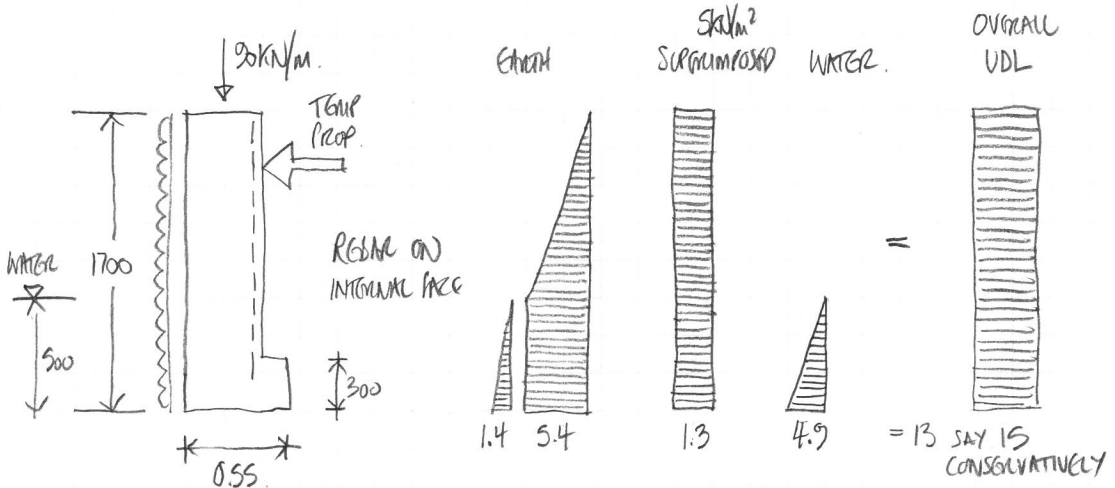 90KN/M.
TEMP
PROP.
WATER
1700
500
300
0.55
REBAR ON
INTERNAL FACE
EARTH
5KN/M²
SUPERIMPOSED
WATER.
OVERALL
UDL
=
1.4 5.4 1.3 4.9 = 13 SAY 15
CONSERVATIVELY